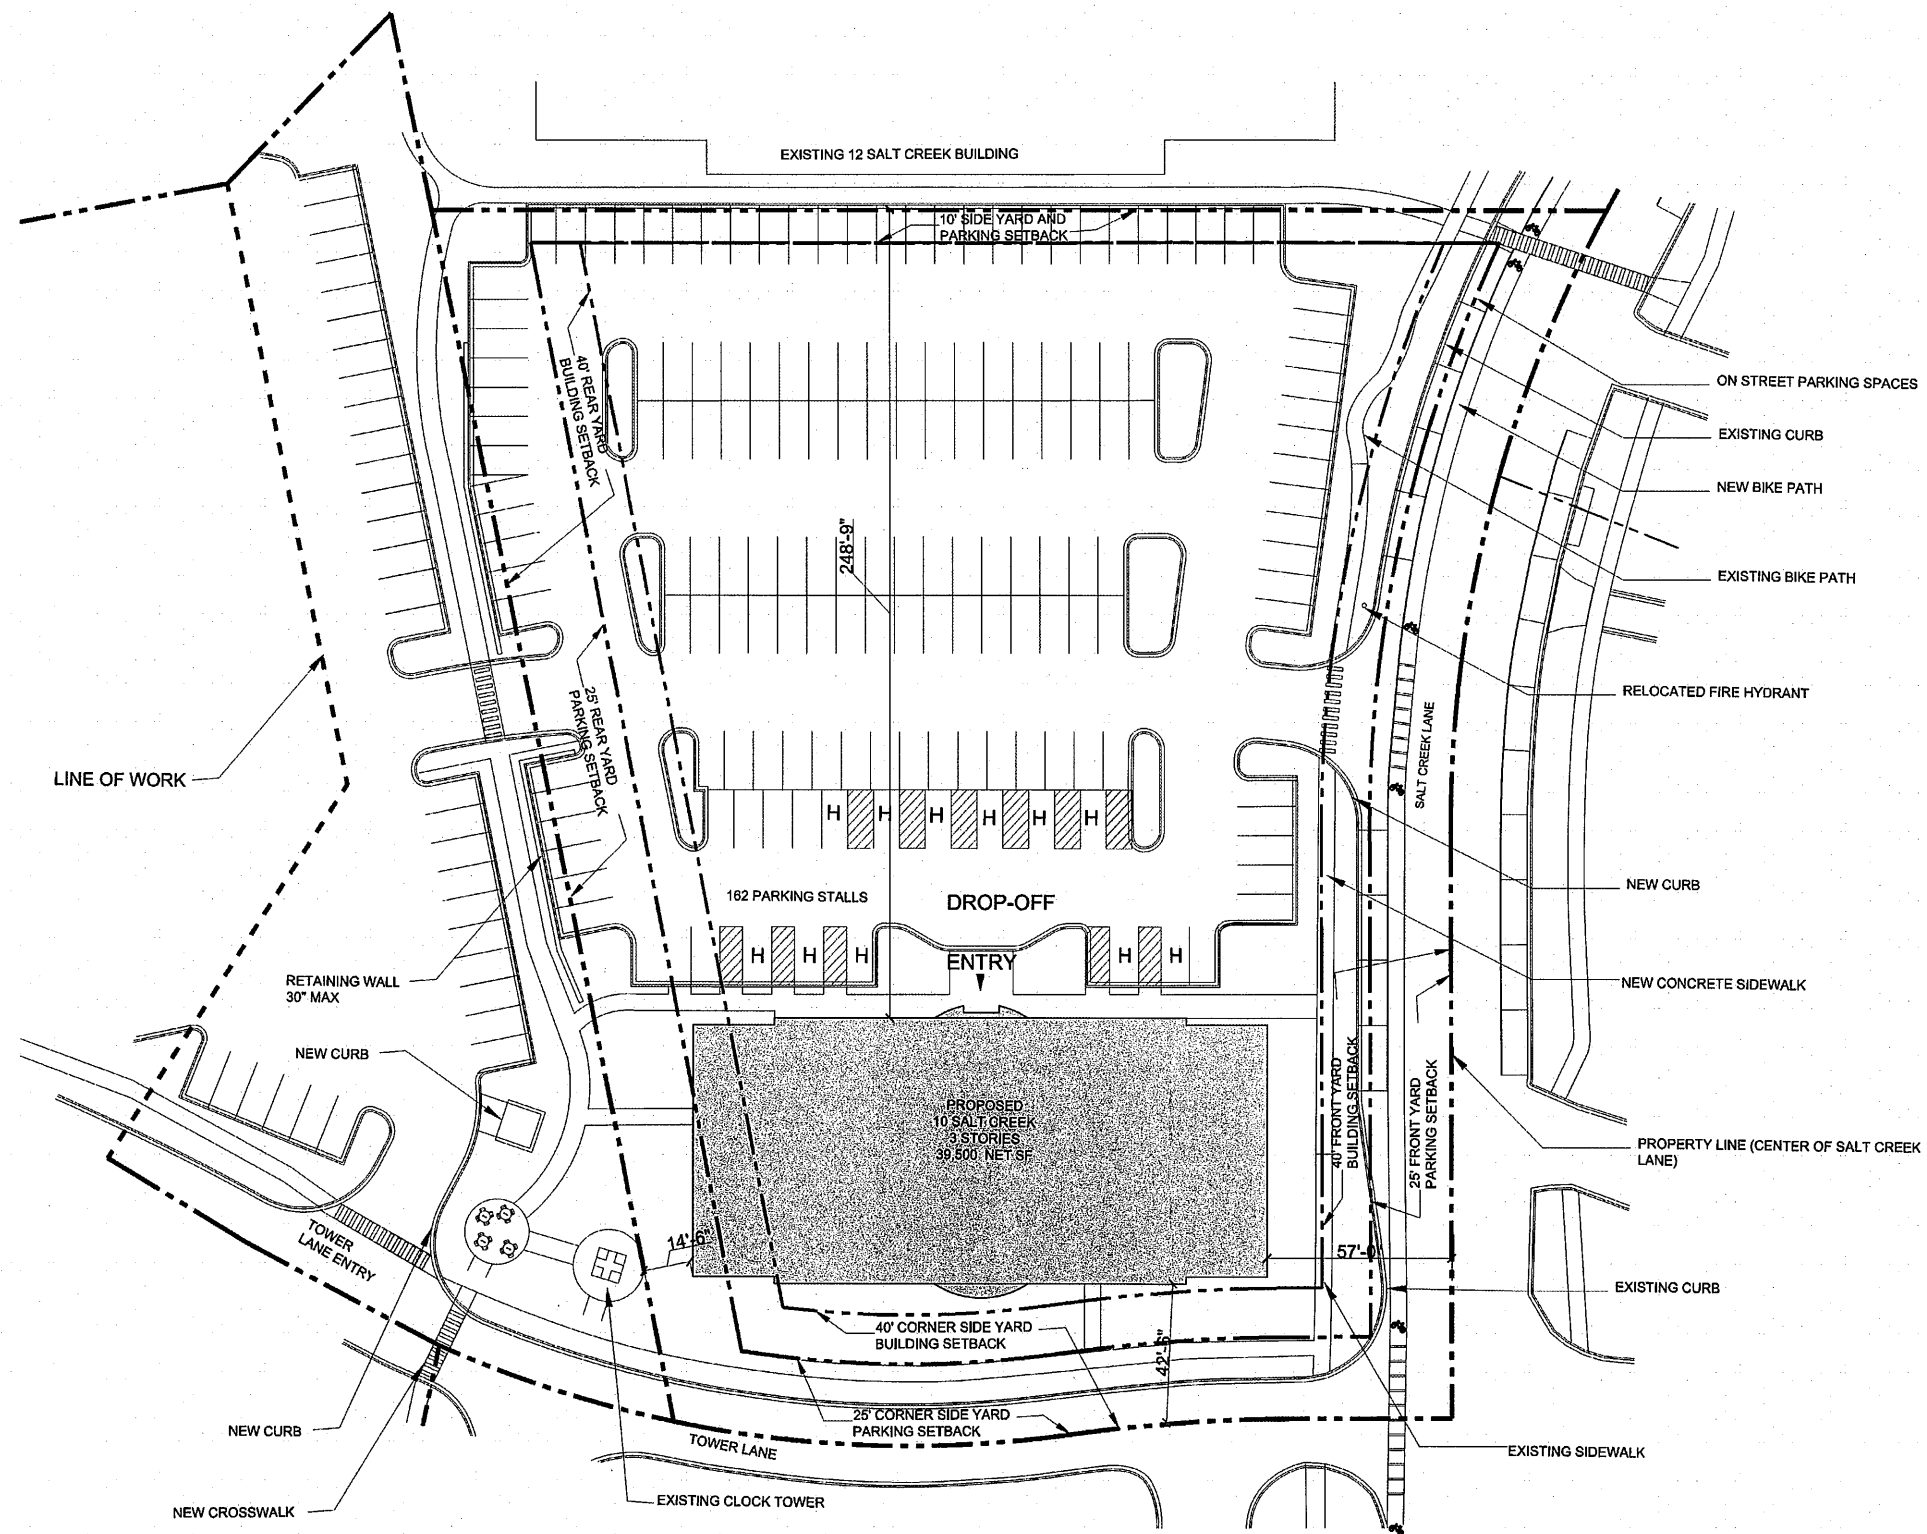 EXISTING 12 SALT CREEK BUILDING
10' SIDE YARD AND
PARKING SETBACK
40' REAR YARD
BUILDING SETBACK
ON STREET PARKING SPACES
EXISTING CURB
NEW BIKE PATH
248'-9"
EXISTING BIKE PATH
25' REAR YARD
PARKING SETBACK
RELOCATED FIRE HYDRANT
SALT CREEK LANE
LINE OF WORK
H H H H H H
NEW CURB
162 PARKING STALLS
DROP-OFF
H H H H H
ENTRY
RETAINING WALL
30" MAX
NEW CONCRETE SIDEWALK
NEW CURB
40' FRONT YARD
BUILDING SETBACK
25' FRONT YARD
PARKING SETBACK
PROPOSED
10 SALT CREEK
3 STORIES
39,500 NET SF
PROPERTY LINE (CENTER OF SALT CREEK
LANE)
TOWER
LANE ENTRY
14'-6"
57'-0"
EXISTING CURB
40' CORNER SIDE YARD
BUILDING SETBACK
42'-6"
25' CORNER SIDE YARD
PARKING SETBACK
NEW CURB
TOWER LANE
EXISTING SIDEWALK
EXISTING CLOCK TOWER
NEW CROSSWALK